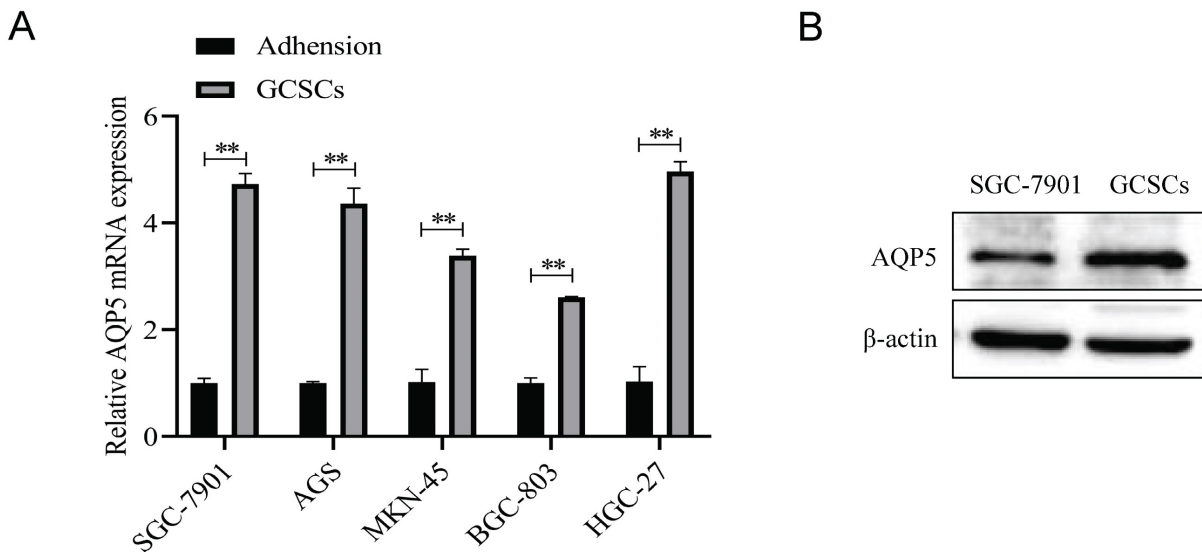 A
Adhension
GCSCs
Relative AQP5 mRNA expression
6
4
2
0
**
**
**
**
**
SGC-7901
AGS
MKN-45
BGC-803
HGC-27
B
SGC-7901 GCSCs
AQP5
β-actin